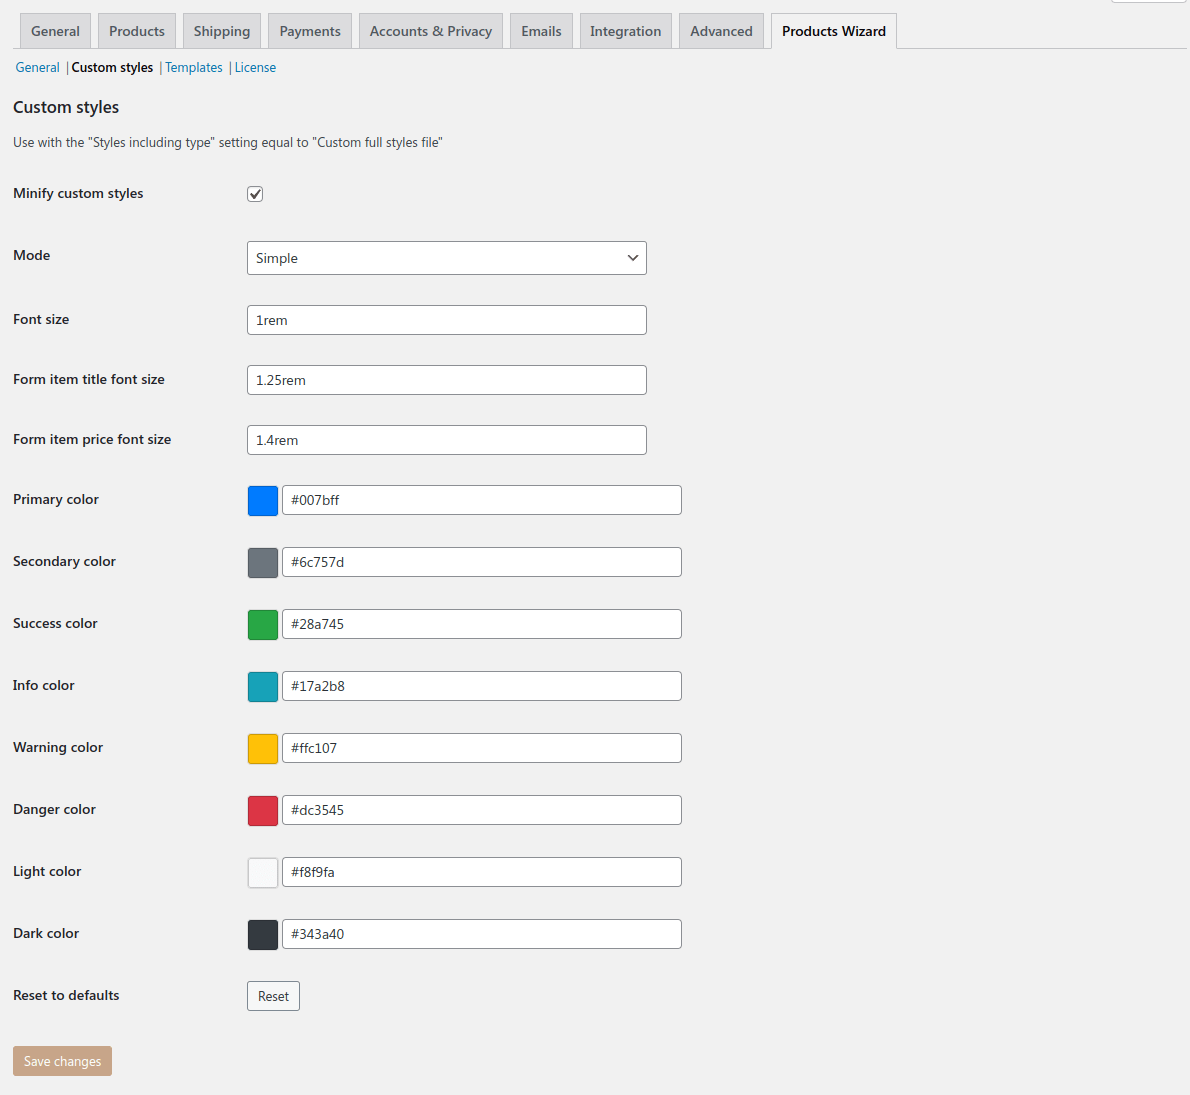 General Products Shipping Payments Accounts & Privacy Emails Integration Advanced Products Wizard
General | Custom styles | Templates | License
Custom styles
Use with the "Styles including type" setting equal to "Custom full styles file"
Minify custom styles
Mode Simple
Font size 1rem
Form item title font size 1.25rem
Form item price font size 1.4rem
Primary color #007bff
Secondary color #6c757d
Success color #28a745
Info color #17a2b8
Warning color #ffc107
Danger color #dc3545
Light color #f8f9fa
Dark color #343a40
Reset to defaults Reset
Save changes